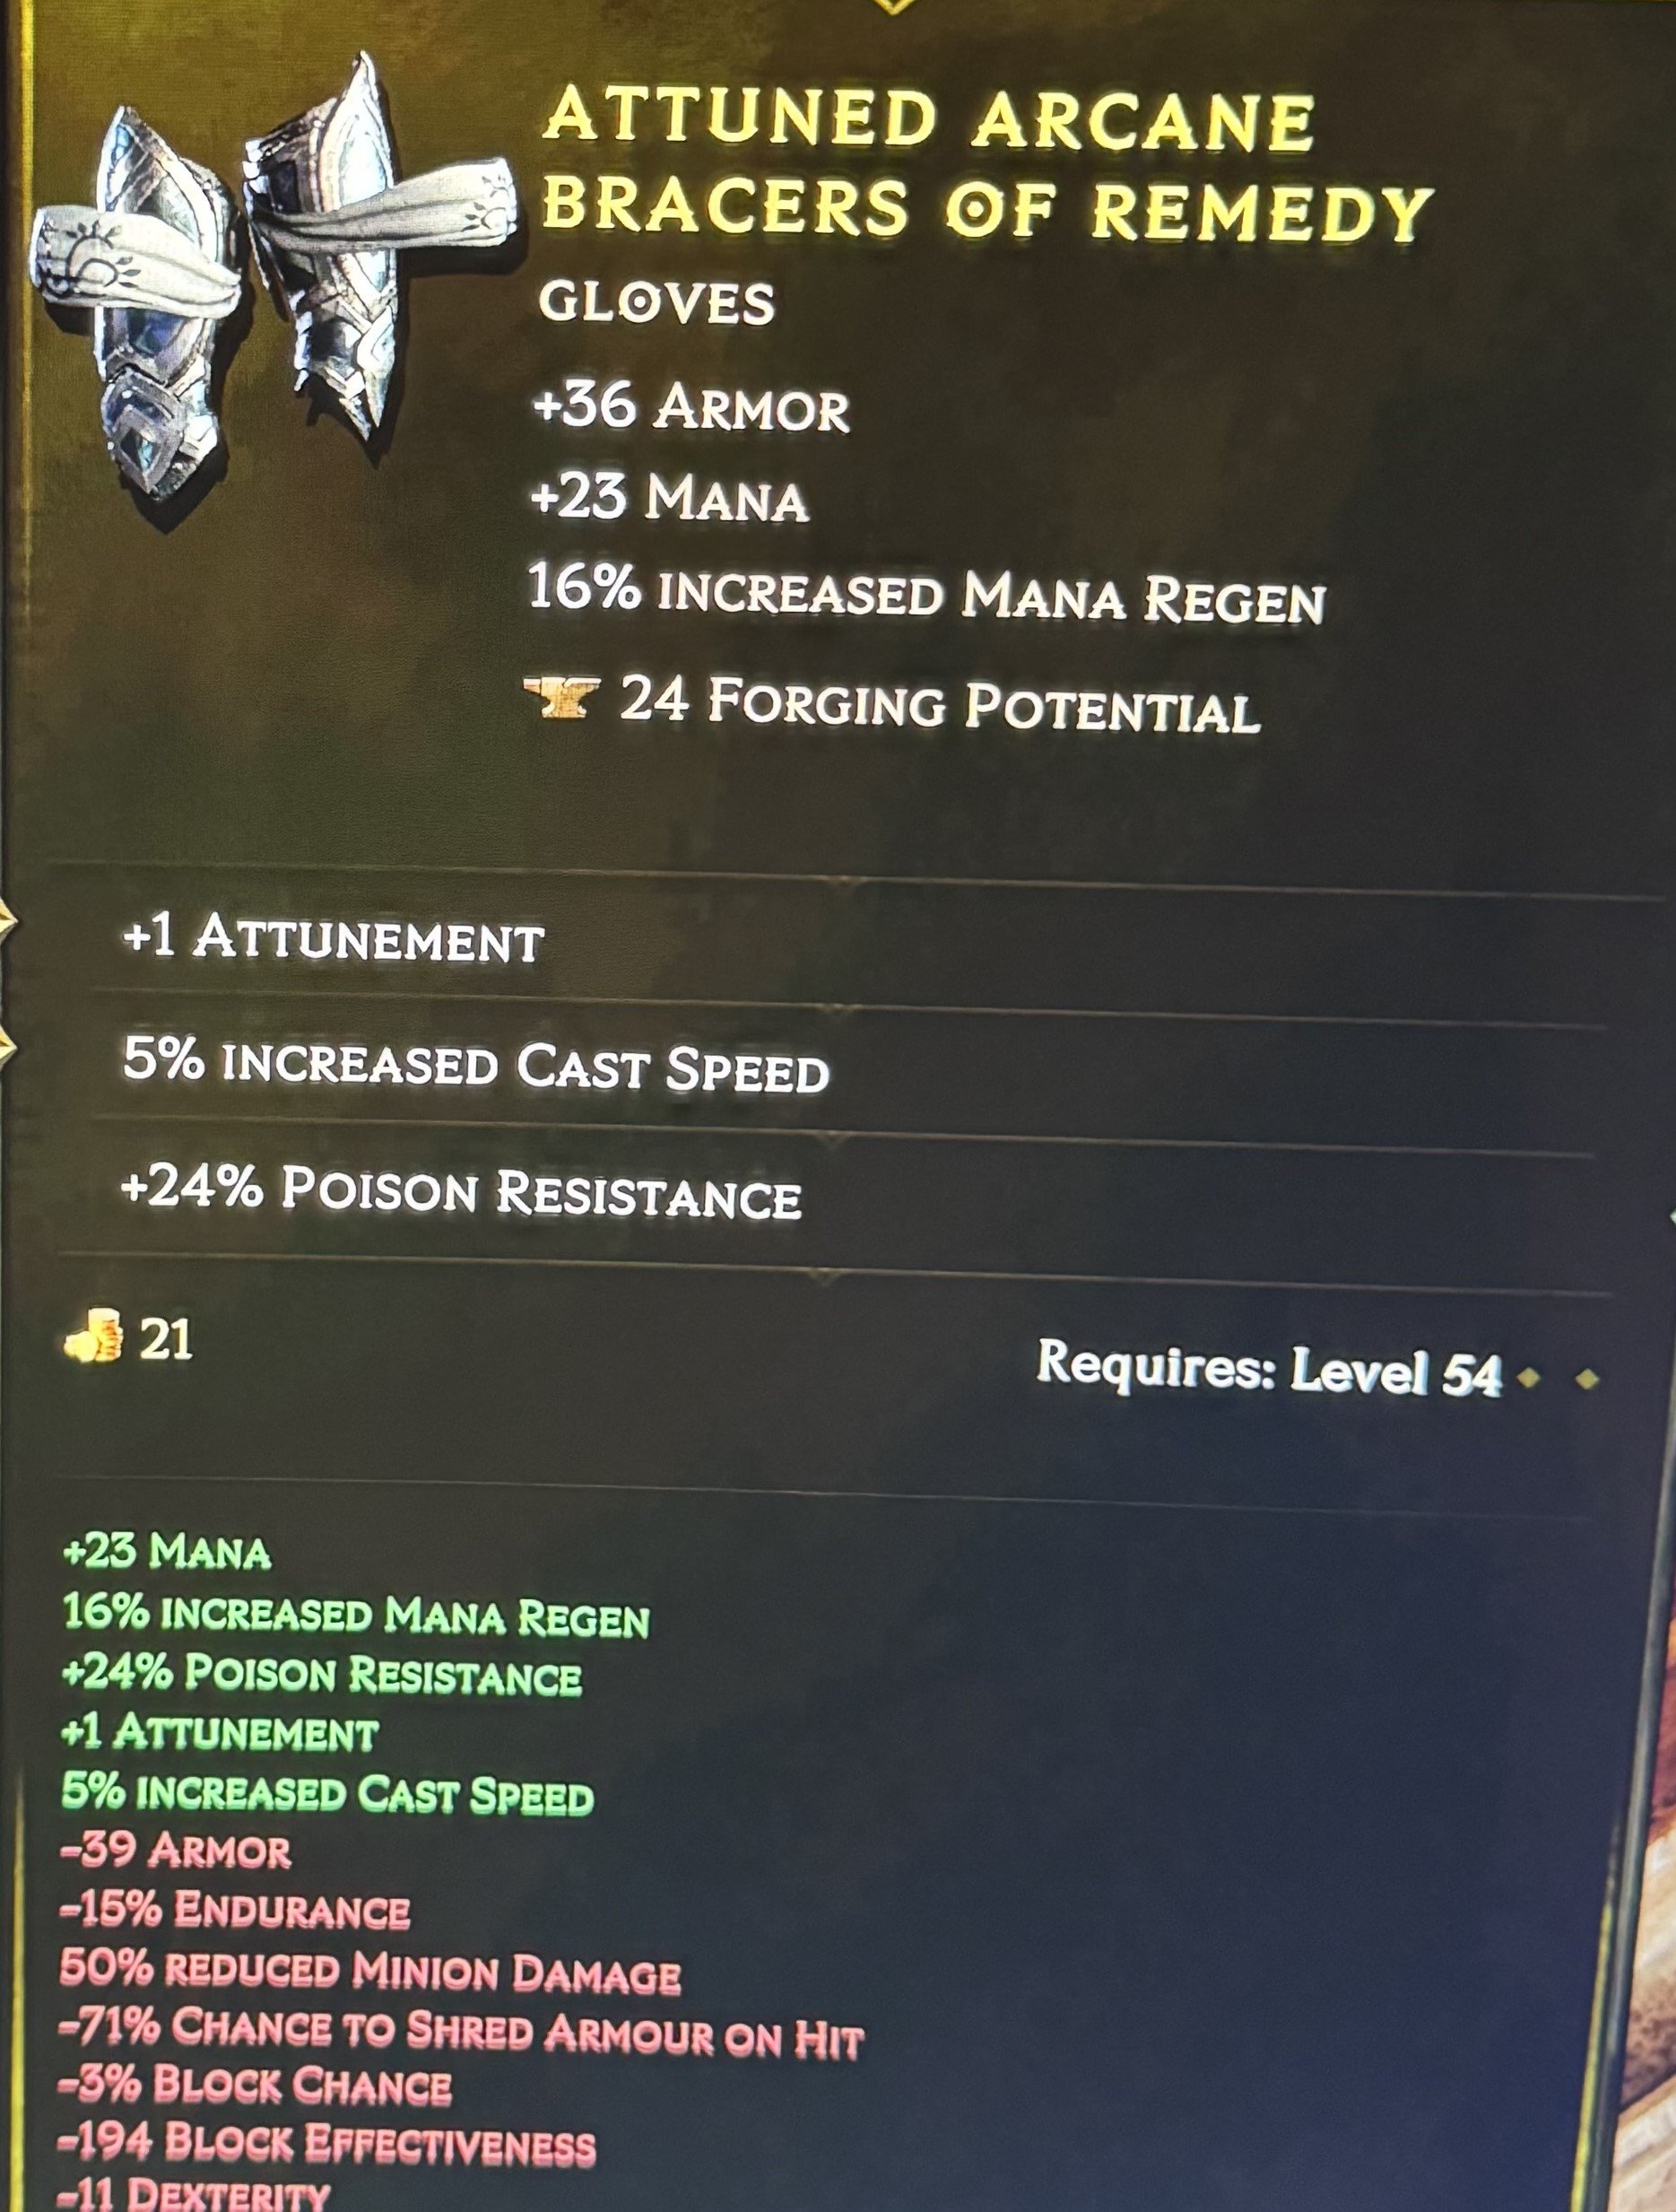 ATTUNED ARCANE
BRACERS OF REMEDY
GLOVES
+36 ARMOR
+23 MANA
16% INCREASED MANA REGEN
24 FORGING POTENTIAL
+1 ATTUNEMENT
5% INCREASED CAST SPEED
+24% POISON RESISTANCE
21
Requires: Level 54
+23 MANA
16% INCREASED MANA REGEN
+24% POISON RESISTANCE
+1 ATTUNEMENT
5% INCREASED CAST SPEED
-39 ARMOR
-15% ENDURANCE
50% REDUCED MINION DAMAGE
-71% CHANCE TO SHRED ARMOUR ON HIT
-3% BLOCK CHANCE
-194 BLOCK EFFECTIVENESS
-11 DEXTERITY